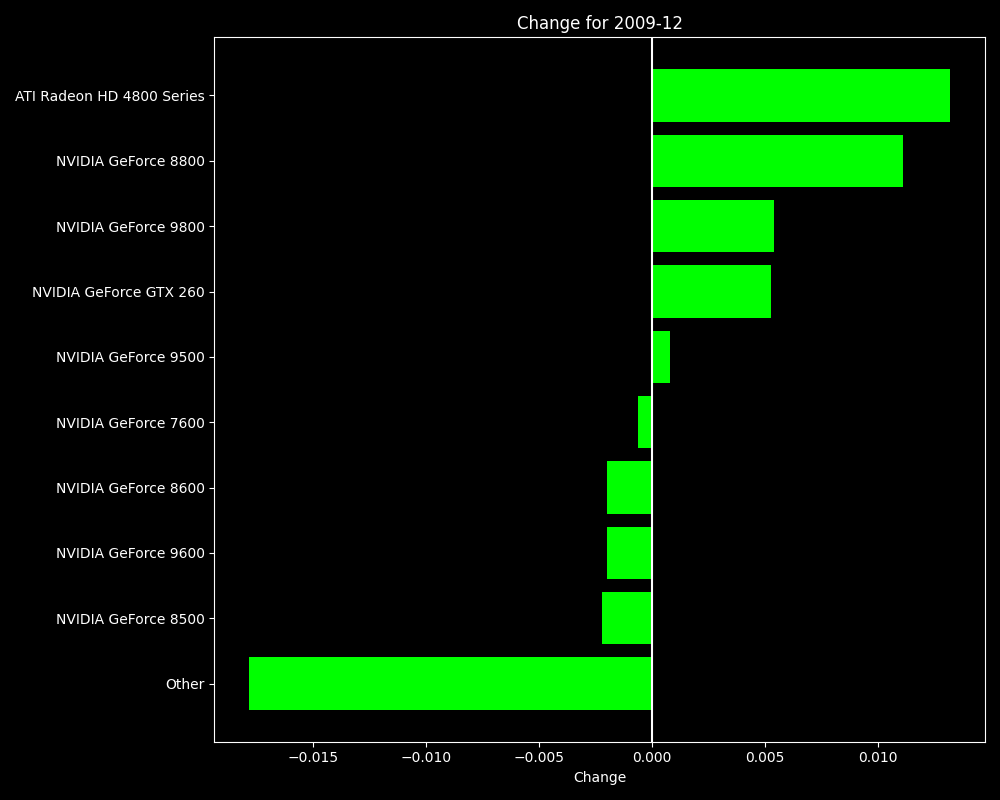 Change for 2009-12
ATI Radeon HD 4800 Series
NVIDIA GeForce 8800
NVIDIA GeForce 9800
NVIDIA GeForce GTX 260
NVIDIA GeForce 9500
NVIDIA GeForce 7600
NVIDIA GeForce 8600
NVIDIA GeForce 9600
NVIDIA GeForce 8500
Other
−0.015 −0.010 −0.005 0.000 0.005 0.010
Change